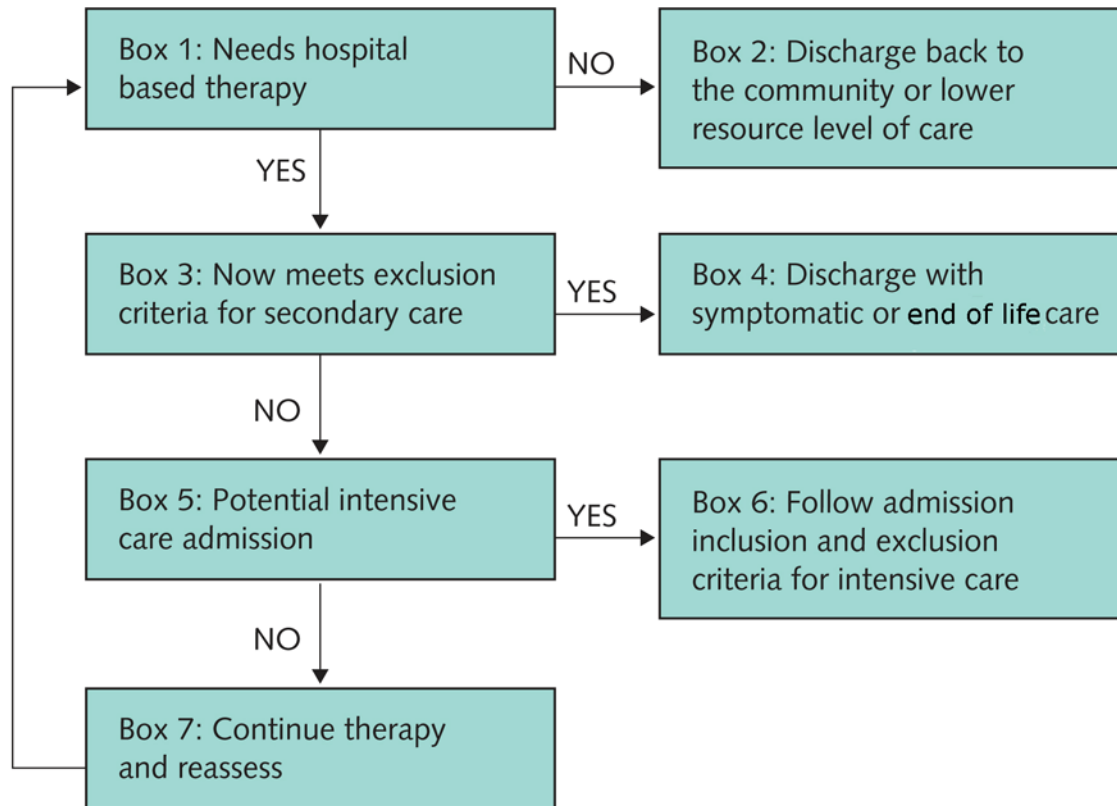 Box 1: Needs hospital
based therapy
NO
Box 2: Discharge back to
the community or lower
resource level of care
YES
Box 3: Now meets exclusion
criteria for secondary care
YES
Box 4: Discharge with
symptomatic or end of life care
NO
Box 5: Potential intensive
care admission
YES
Box 6: Follow admission
inclusion and exclusion
criteria for intensive care
NO
Box 7: Continue therapy
and reassess